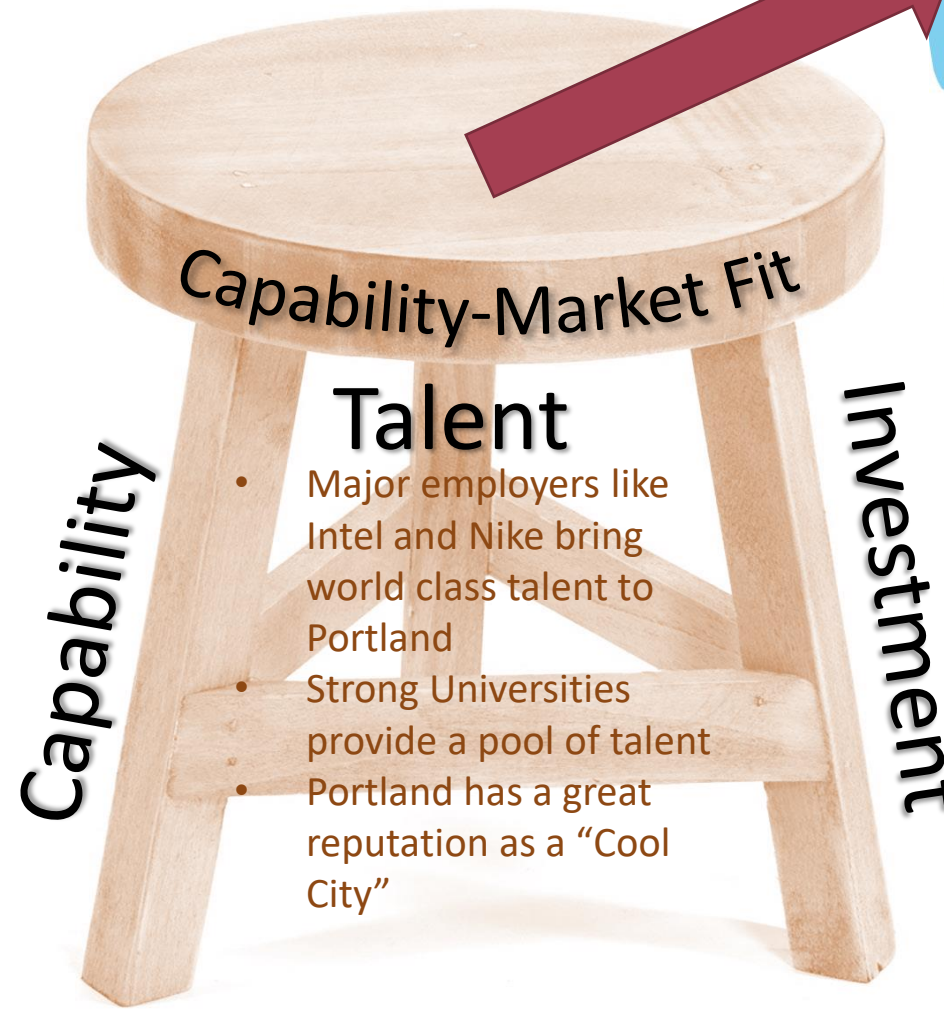 Capability-Market Fit
Talent
Capability
Investment
• Major employers like
Intel and Nike bring
world class talent to
Portland
• Strong Universities
provide a pool of talent
• Portland has a great
reputation as a “Cool
City”